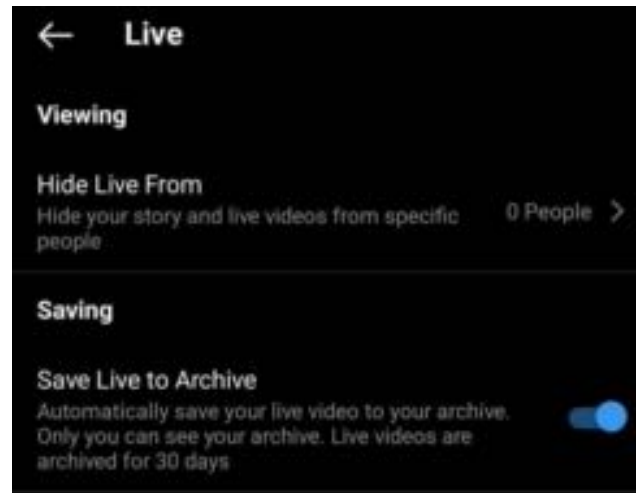 Live
Viewing
Hide Live From
Hide your story and live videos from specific
people
0 People
Saving
Save Live to Archive
Automatically save your live video to your archive.
Only you can see your archive. Live videos are
archived for 30 days